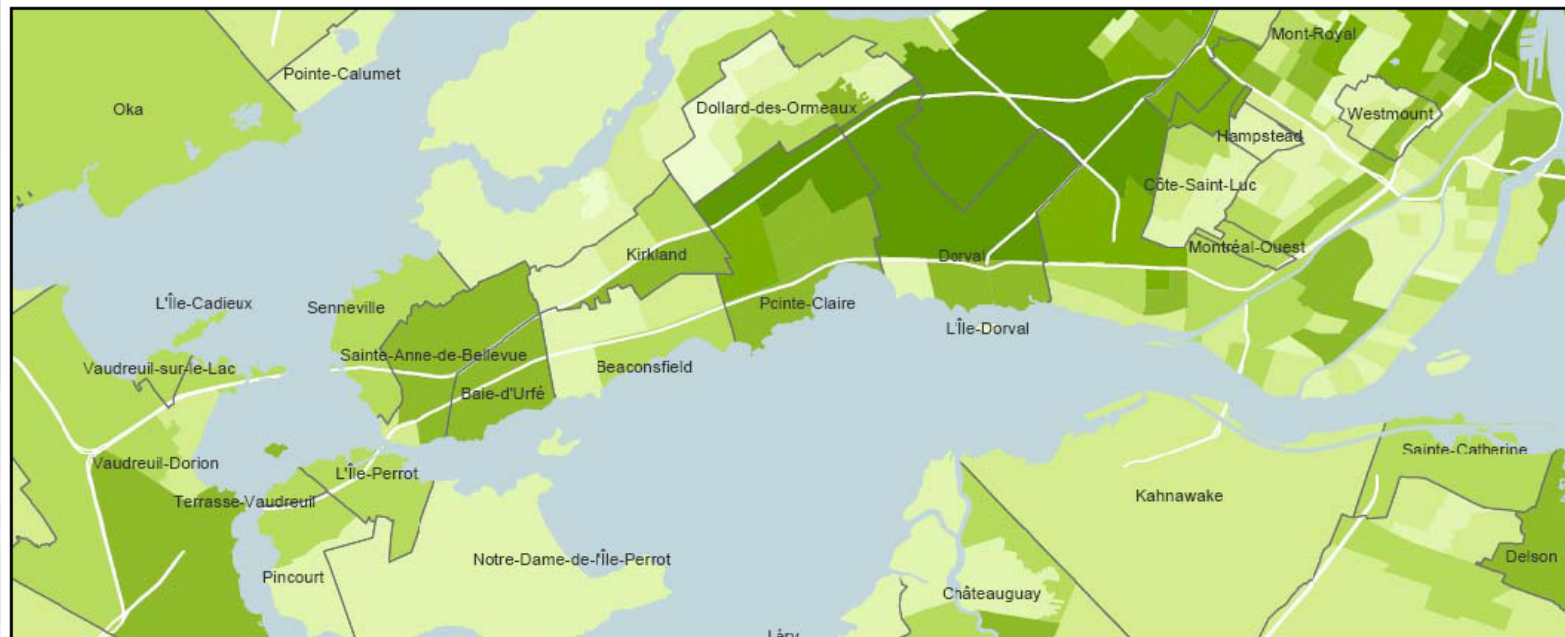 Mont-Royal
Pointe-Calumet
Oka
Dollard-des-Ormeaux
Westmount
Hampstead
Côte-Saint-Luc
Montréal-Ouest
Kirkland
Dorval
L'Île-Cadieux
Senneville
Pointe-Claire
L'Île-Dorval
Sainte-Anne-de-Bellevue
Vaudreuil-sur-le-Lac
Beaconsfield
Baie-d'Urfé
Sainte-Catherine
Vaudreuil-Dorion
L'Île-Perrot
Kahnawake
Terrasse-Vaudreuil
Notre-Dame-de-l'Île-Perrot
Delson
Pincourt
Châteauguay
Léry